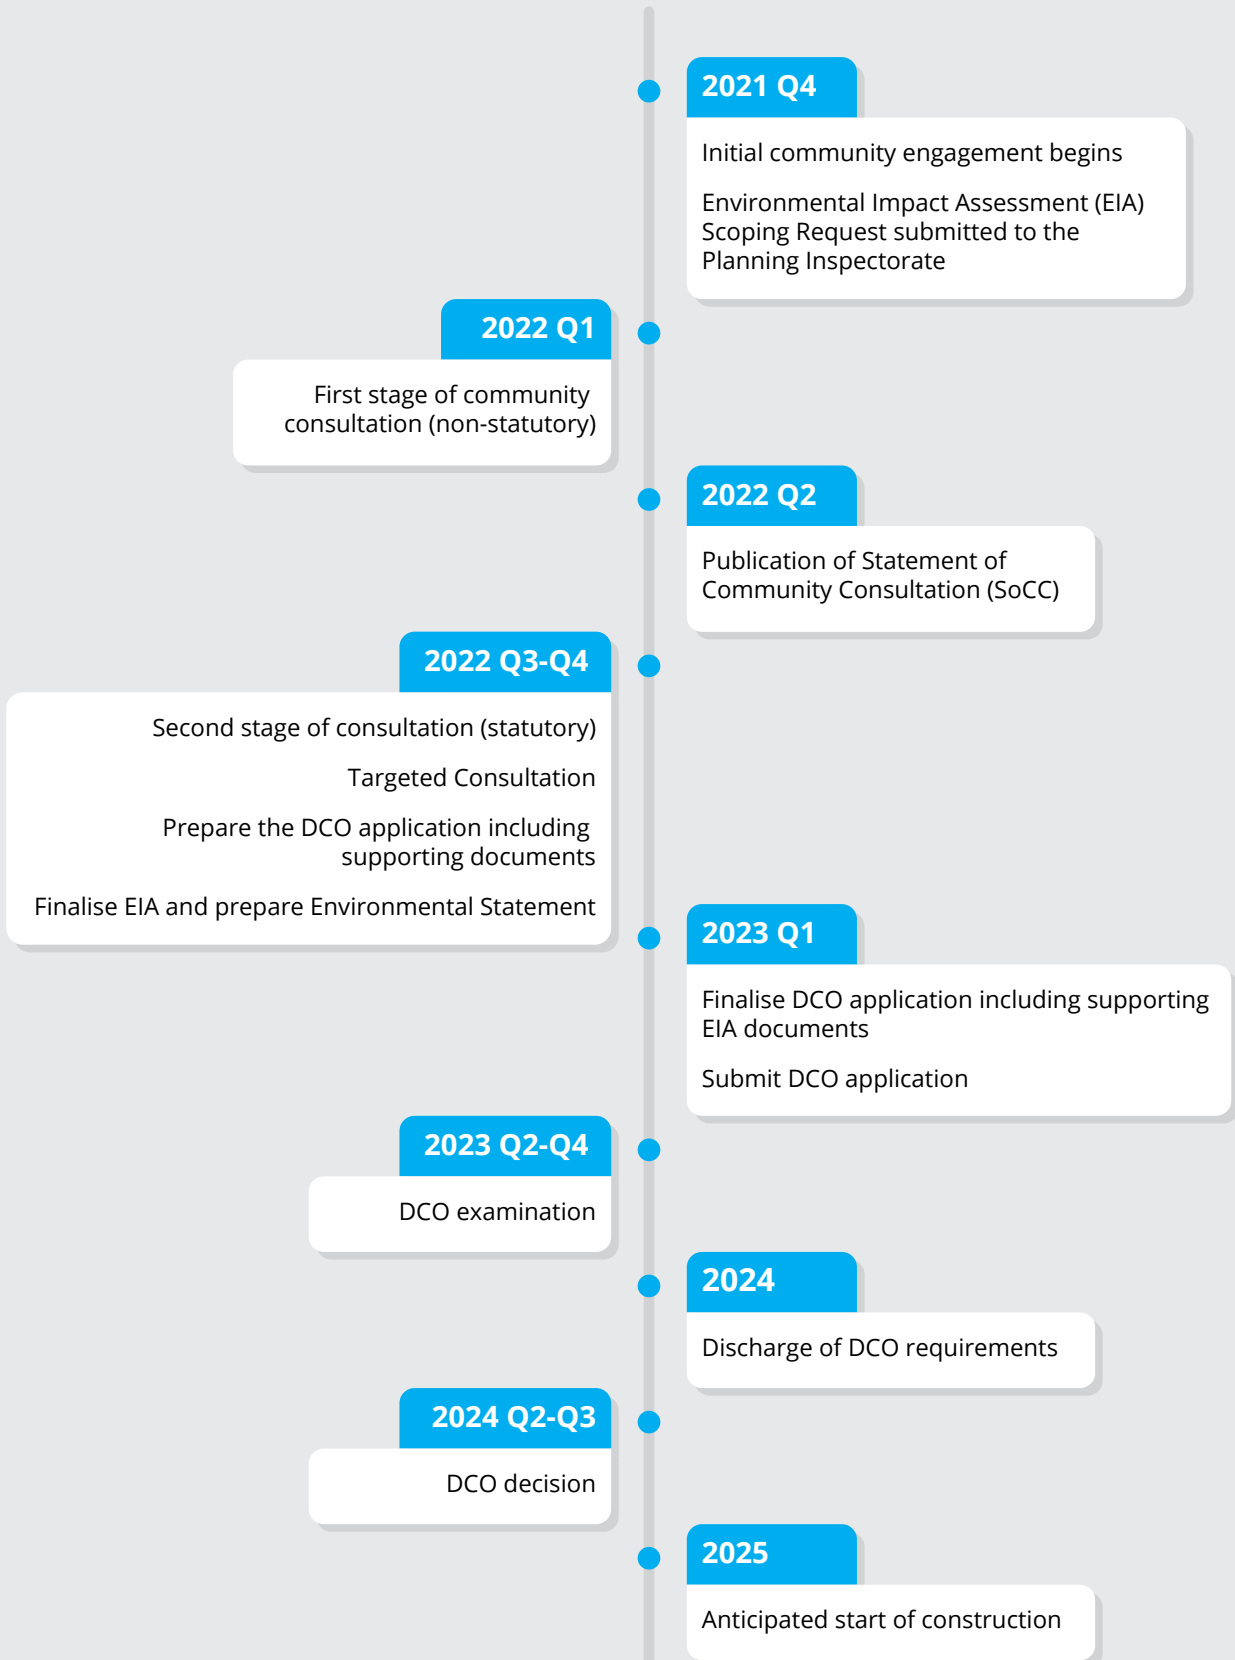 2021 Q4
Initial community engagement begins
Environmental Impact Assessment (EIA)
Scoping Request submitted to the
Planning Inspectorate
2022 Q1
First stage of community
consultation (non-statutory)
2022 Q2
Publication of Statement of
Community Consultation (SoCC)
2022 Q3-Q4
Second stage of consultation (statutory)
Targeted Consultation
Prepare the DCO application including
supporting documents
Finalise EIA and prepare Environmental Statement
2023 Q1
Finalise DCO application including supporting
EIA documents
Submit DCO application
2023 Q2-Q4
DCO examination
2024
Discharge of DCO requirements
2024 Q2-Q3
DCO decision
2025
Anticipated start of construction